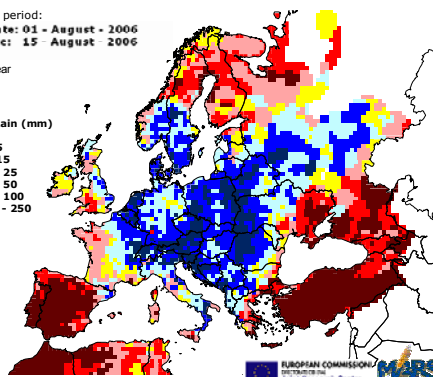 period:
te: 01 - August - 2006
c: 15 - August - 2006
ear
ain (mm)
5
15
25
50
100
- 250
EUROPEAN COMMISSION
MARS